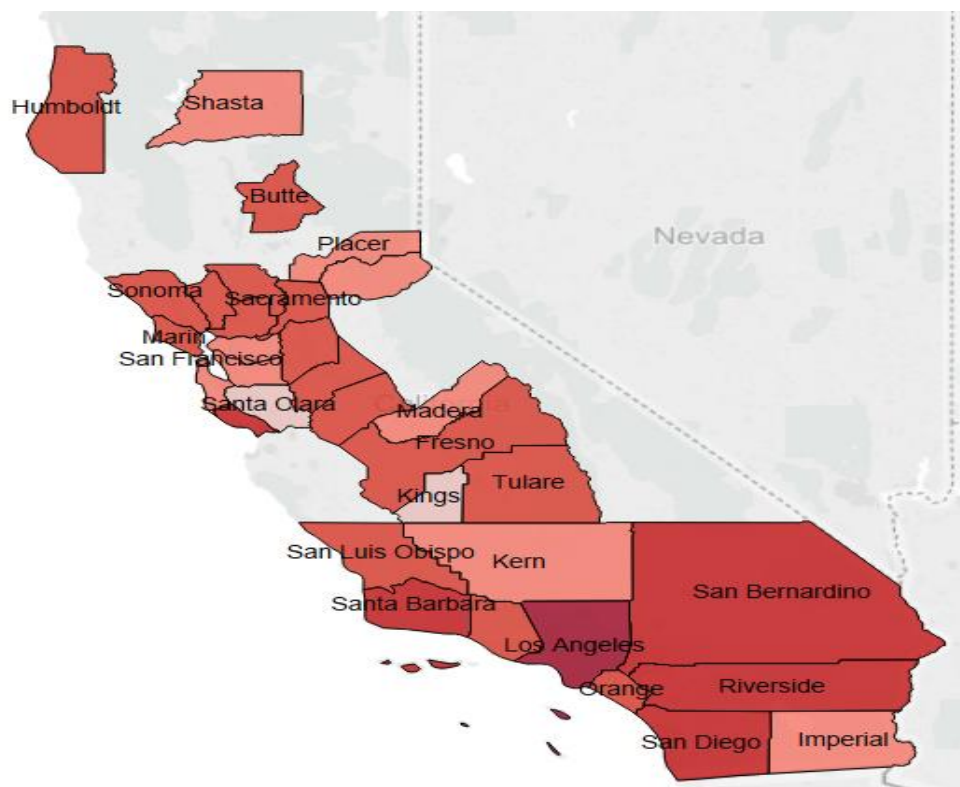 Humboldt
Shasta
Butte
Placer
Nevada
Sonoma
Sacramento
Marin
San Francisco
Santa Clara
Madera
Fresno
Kings
Tulare
San Luis Obispo
Kern
Santa Barbara
San Bernardino
Los Angeles
Orange
Riverside
San Diego
Imperial